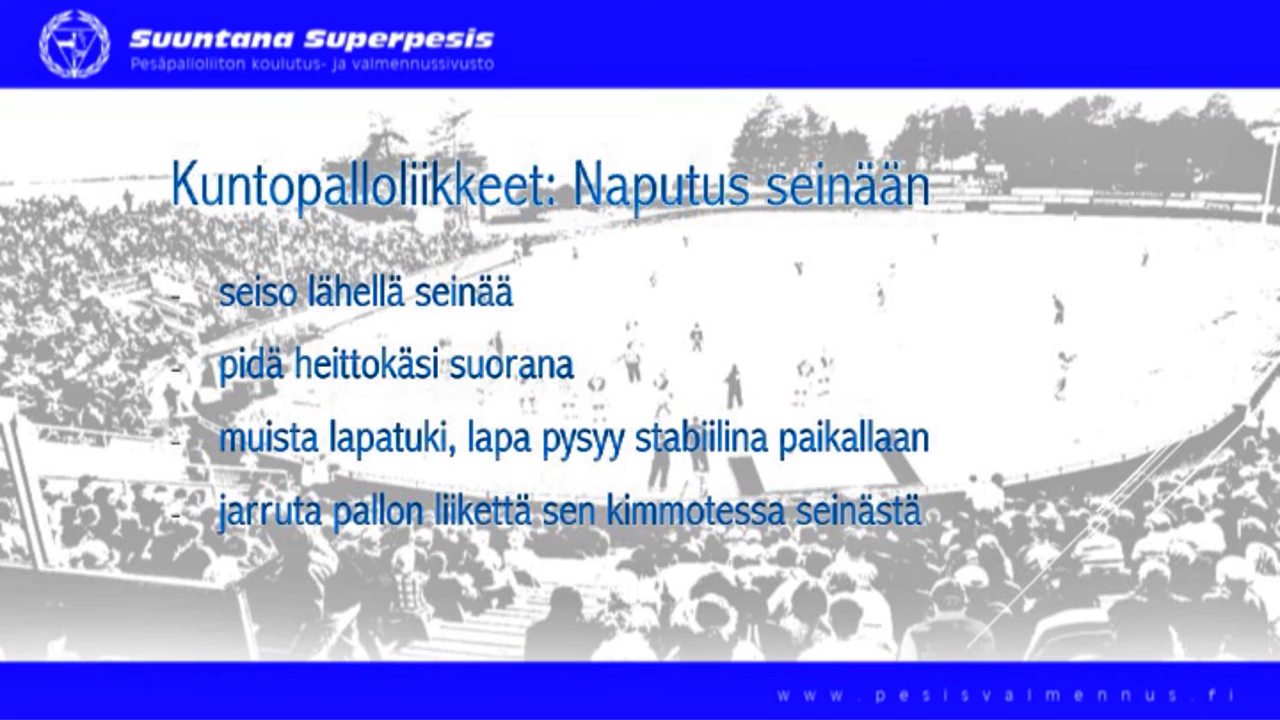 Suuntana Superpesis
Pesäpalloliiton koulutus- ja valmennussivusto
Kuntopalloliikkeet: Naputus seinään
- seiso lähellä seinää
- pidä heittokäsi suorana
- muista lapatuki, lapa pysyy stabiilina paikallaan
- jarruta pallon liikettä sen kimmotessa seinästä
www.pesisvalmennus.fi